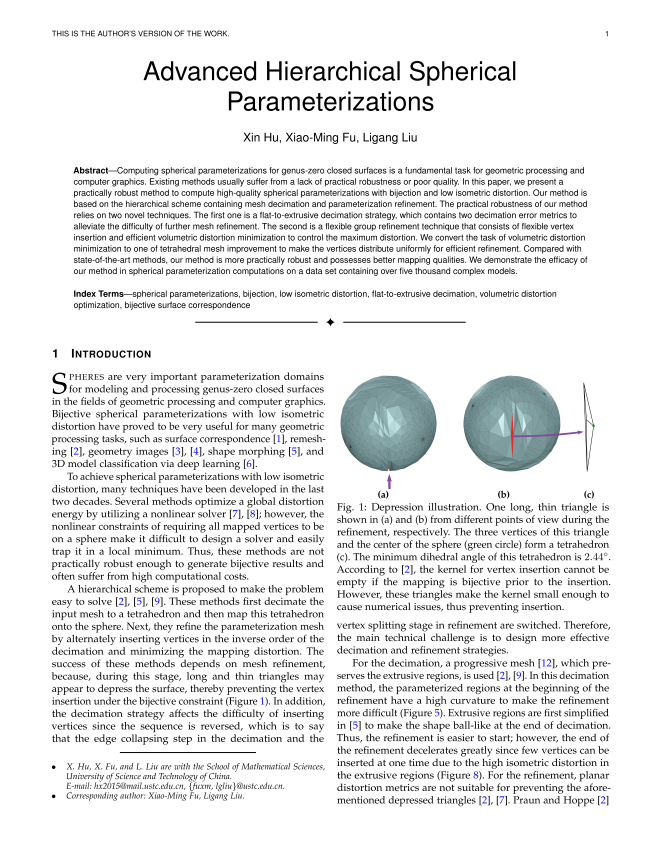 THIS IS THE AUTHOR'S VERSION OF THE WORK.
1
Advanced Hierarchical Spherical
Parameterizations
Xin Hu, Xiao-Ming Fu, Ligang Liu
Abstract—Computing spherical parameterizations for genus-zero closed surfaces is a fundamental task for geometric processing and
computer graphics. Existing methods usually suffer from a lack of practical robustness or poor quality. In this paper, we present a
practically robust method to compute high-quality spherical parameterizations with bijection and low isometric distortion. Our method is
based on the hierarchical scheme containing mesh decimation and parameterization refinement. The practical robustness of our method
relies on two novel techniques. The first one is a flat-to-extrusive decimation strategy, which contains two decimation error metrics to
alleviate the difficulty of further mesh refinement. The second is a flexible group refinement technique that consists of flexible vertex
insertion and efficient volumetric distortion minimization to control the maximum distortion. We convert the task of volumetric distortion
minimization to one of tetrahedral mesh improvement to make the vertices distribute uniformly for efficient refinement. Compared with
state-of-the-art methods, our method is more practically robust and possesses better mapping qualities. We demonstrate the efficacy of
our method in spherical parameterization computations on a data set containing over five thousand complex models.
Index Terms—spherical parameterizations, bijection, low isometric distortion, flat-to-extrusive decimation, volumetric distortion
optimization, bijective surface correspondence
1 INTRODUCTION
SPHERES are very important parameterization domains
for modeling and processing genus-zero closed surfaces
in the fields of geometric processing and computer graphics.
Bijective spherical parameterizations with low isometric
distortion have proved to be very useful for many geometric
processing tasks, such as surface correspondence [1], remesh-
ing [2], geometry images [3], [4], shape morphing [5], and
3D model classification via deep learning [6].
To achieve spherical parameterizations with low isometric
distortion, many techniques have been developed in the last
two decades. Several methods optimize a global distortion
energy by utilizing a nonlinear solver [7], [8]; however, the
nonlinear constraints of requiring all mapped vertices to be
on a sphere make it difficult to design a solver and easily
trap it in a local minimum. Thus, these methods are not
practically robust enough to generate bijective results and
often suffer from high computational costs.
A hierarchical scheme is proposed to make the problem
easy to solve [2], [5], [9]. These methods first decimate the
input mesh to a tetrahedron and then map this tetrahedron
onto the sphere. Next, they refine the parameterization mesh
by alternately inserting vertices in the inverse order of the
decimation and minimizing the mapping distortion. The
success of these methods depends on mesh refinement,
because, during this stage, long and thin triangles may
appear to depress the surface, thereby preventing the vertex
insertion under the bijective constraint (Figure 1). In addition,
the decimation strategy affects the difficulty of inserting
vertices since the sequence is reversed, which is to say
that the edge collapsing step in the decimation and the
• X. Hu, X. Fu, and L. Liu are with the School of Mathematical Sciences,
University of Science and Technology of China.
E-mail: hx2015@mail.ustc.edu.cn, {fuxm, lgliu}@ustc.edu.cn.
• Corresponding author: Xiao-Ming Fu, Ligang Liu.
(a) (b) (c)
Fig. 1: Depression illustration. One long, thin triangle is
shown in (a) and (b) from different points of view during the
refinement, respectively. The three vertices of this triangle
and the center of the sphere (green circle) form a tetrahedron
(c). The minimum dihedral angle of this tetrahedron is 2.44°.
According to [2], the kernel for vertex insertion cannot be
empty if the mapping is bijective prior to the insertion.
However, these triangles make the kernel small enough to
cause numerical issues, thus preventing insertion.
vertex splitting stage in refinement are switched. Therefore,
the main technical challenge is to design more effective
decimation and refinement strategies.
For the decimation, a progressive mesh [12], which pre-
serves the extrusive regions, is used [2], [9]. In this decimation
method, the parameterized regions at the beginning of the
refinement have a high curvature to make the refinement
more difficult (Figure 5). Extrusive regions are first simplified
in [5] to make the shape ball-like at the end of decimation.
Thus, the refinement is easier to start; however, the end of
the refinement decelerates greatly since few vertices can be
inserted at one time due to the high isometric distortion in
the extrusive regions (Figure 8). For the refinement, planar
distortion metrics are not suitable for preventing the afore-
mentioned depressed triangles [2], [7]. Praun and Hoppe [2]